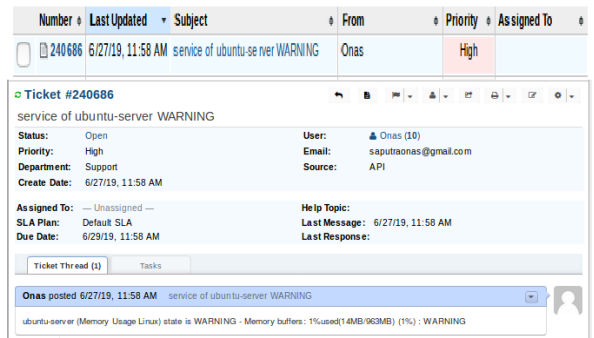 Number Last Updated Subject From Priority Assigned To
240686 6/27/19, 11:58 AM service of ubuntu-server WARNING Onas High
Ticket #240686
service of ubuntu-server WARNING
Status: Open User: Onas (10)
Priority: High Email: saputraonas@gmail.com
Department: Support Source: API
Create Date: 6/27/19, 11:58 AM
Assigned To: — Unassigned — Help Topic:
SLA Plan: Default SLA Last Message: 6/27/19, 11:58 AM
Due Date: 6/29/19, 11:58 AM Last Response:
Ticket Thread (1) Tasks
Onas posted 6/27/19, 11:58 AM service of ubuntu-server WARNING
ubuntu-server (Memory Usage Linux) state is WARNING - Memory buffers: 1%used(14MB/963MB) (1%) : WARNING